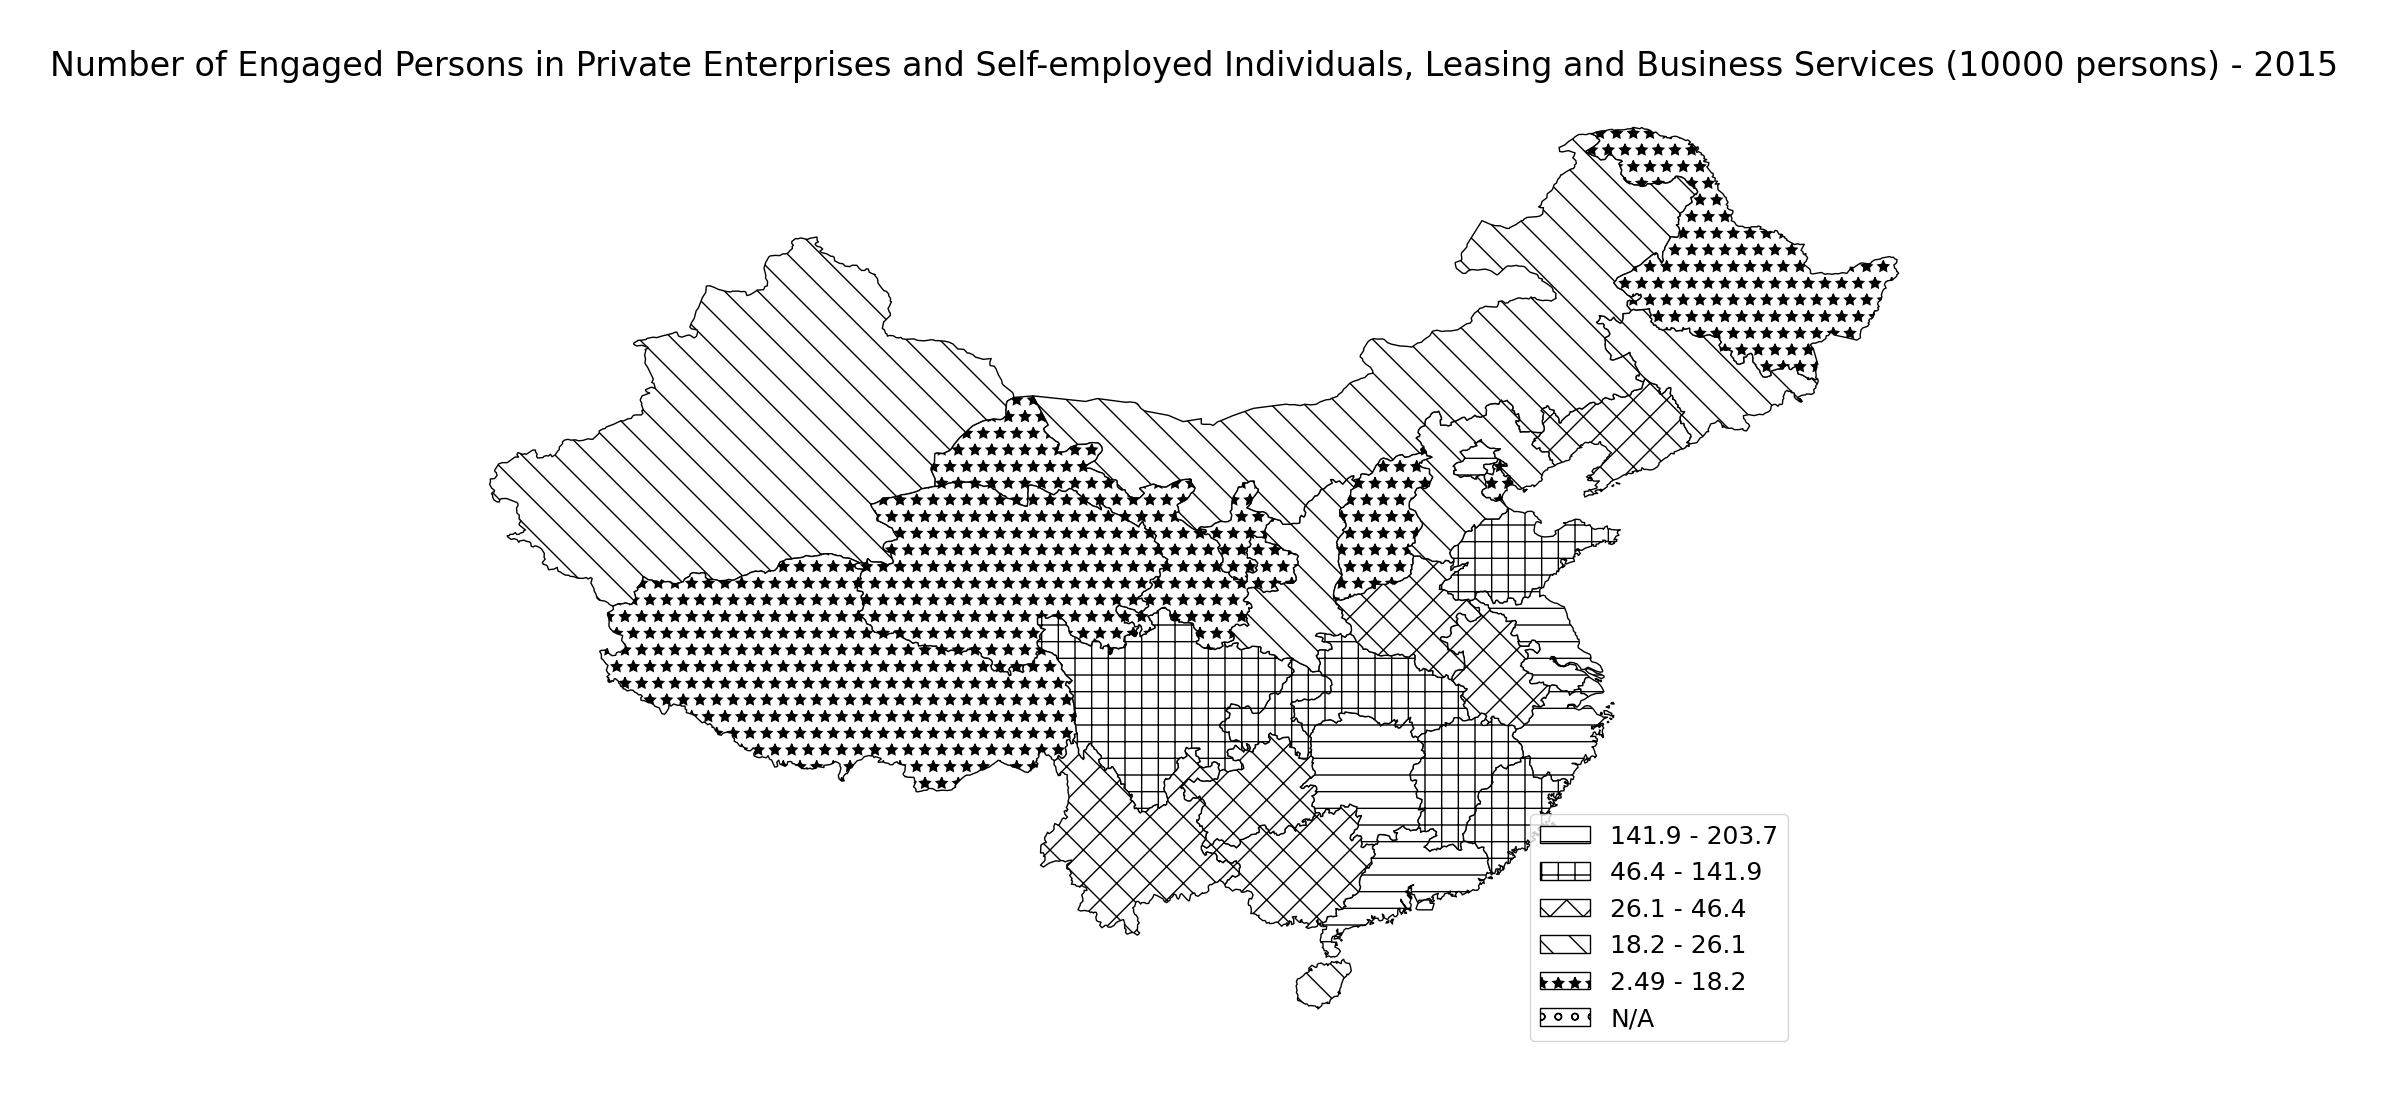 Number of Engaged Persons in Private Enterprises and Self-employed Individuals, Leasing and Business Services (10000 persons) - 2015
141.9 - 203.7
46.4 - 141.9
26.1 - 46.4
18.2 - 26.1
2.49 - 18.2
N/A